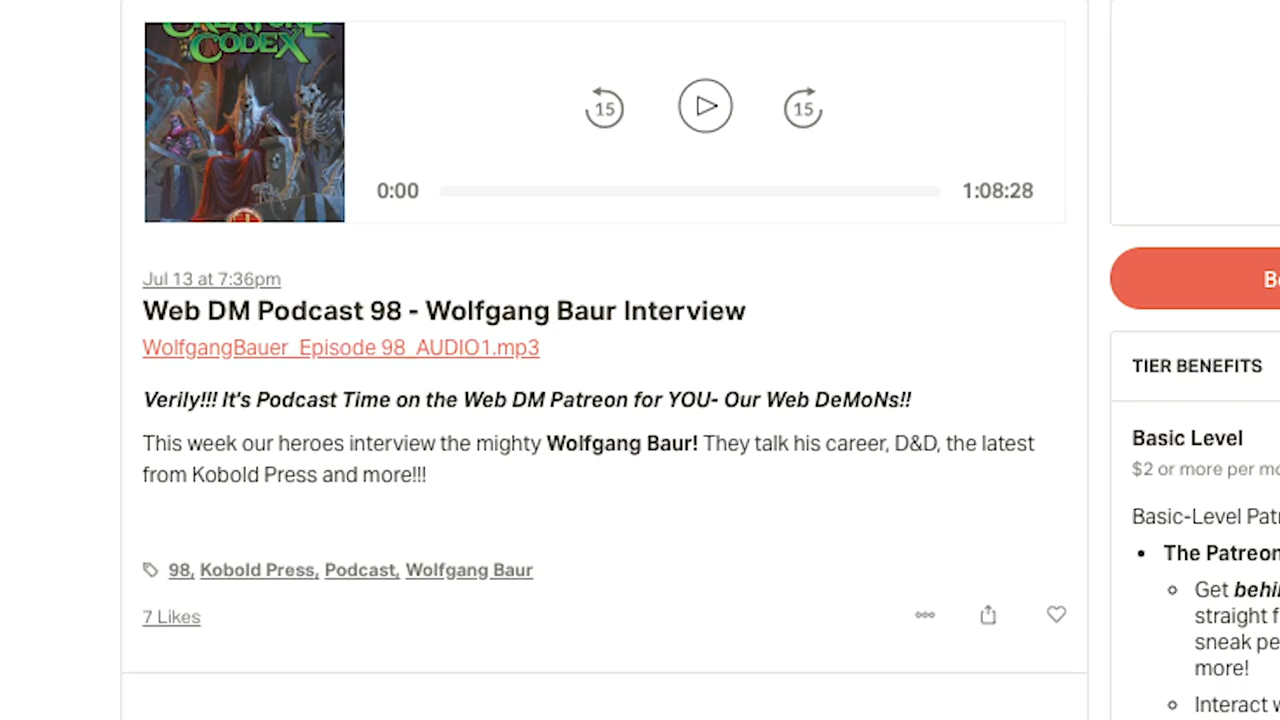 CREATURE
CODEX
15
15
0:00
1:08:28
Jul 13 at 7:36pm
Web DM Podcast 98 - Wolfgang Baur Interview
WolfgangBauer_Episode 98_AUDIO1.mp3
Verily!!! It's Podcast Time on the Web DM Patreon for YOU- Our Web DeMoNs!!
This week our heroes interview the mighty Wolfgang Baur! They talk his career, D&D, the latest
from Kobold Press and more!!!
98, Kobold Press, Podcast, Wolfgang Baur
7 Likes
TIER BENEFITS
Basic Level
$2 or more per mo
Basic-Level Pat
• The Patreon
Get behi
straight f
sneak pe
more!
Interact w